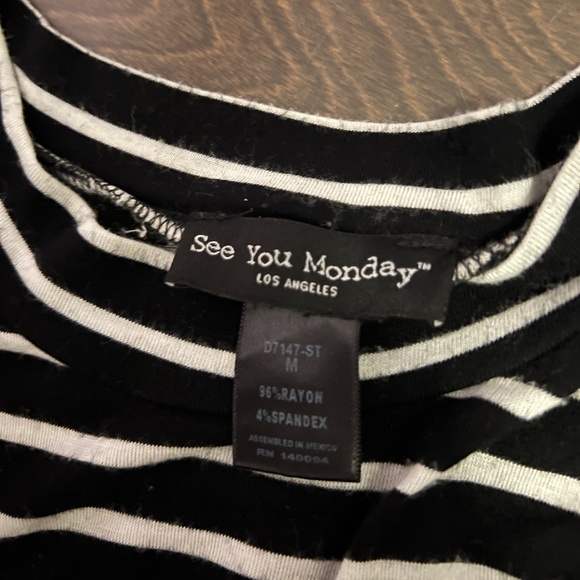 See You Monday™
LOS ANGELES
D7147-ST
M
96%RAYON
4%SPANDEX
ASSEMBLED IN MEXICO
RN 140094